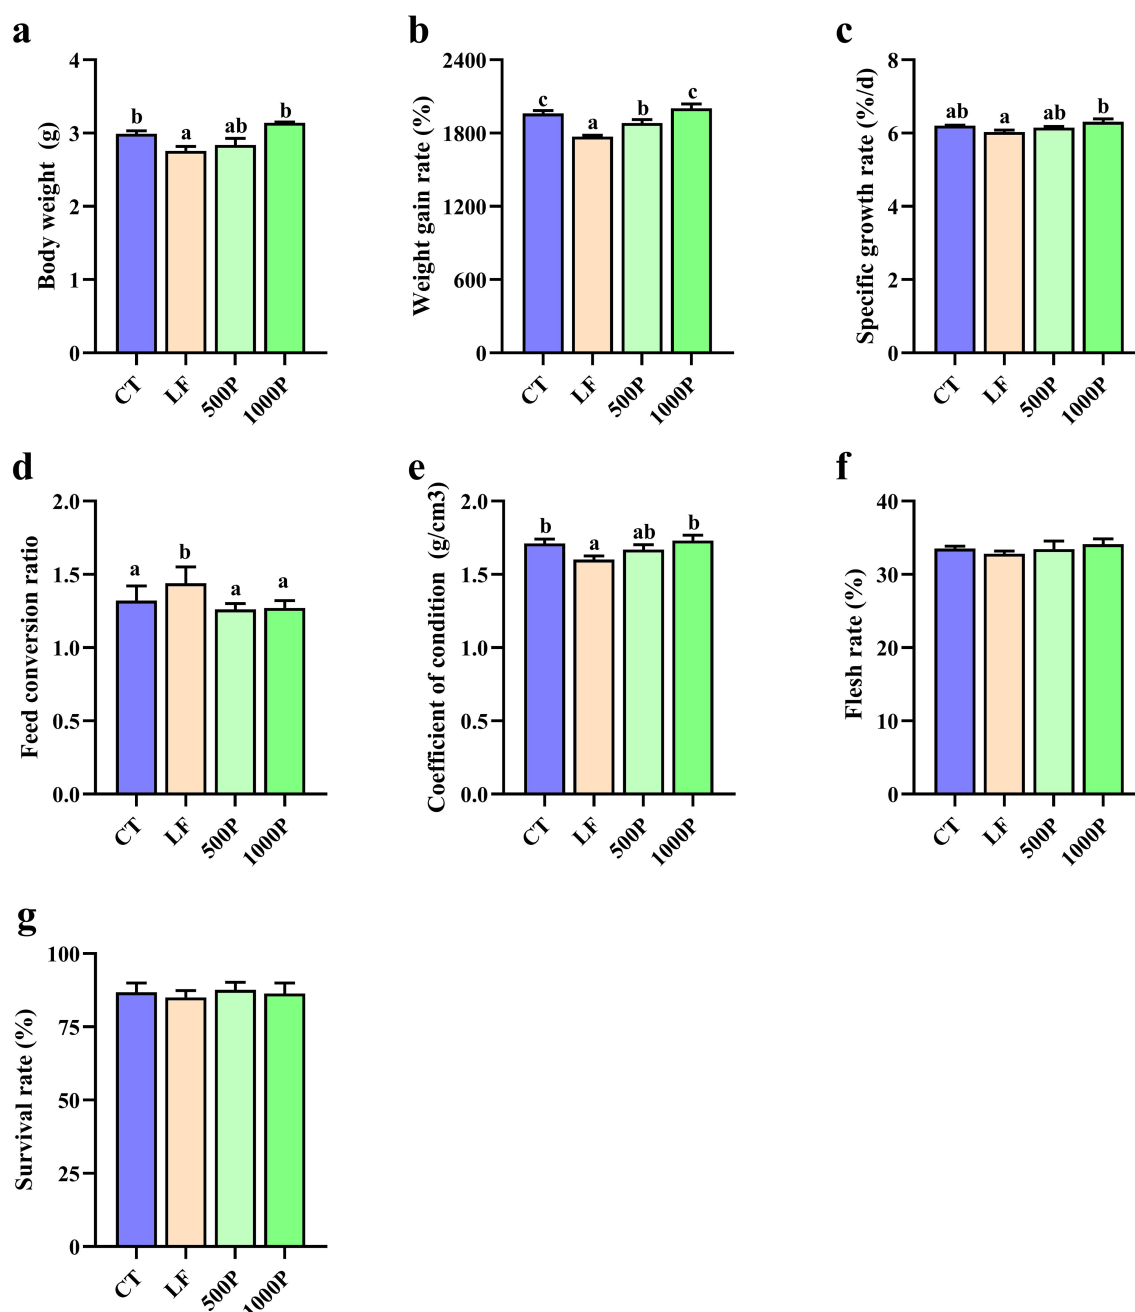 a
Body weight (g)
4
3
2
1
0
b
a
ab
b
CT
LF
500P
1000P
b
Weight gain rate (%)
2400
1800
1200
600
0
c
a
b
c
CT
LF
500P
1000P
c
Specific growth rate (%/d)
8
6
4
2
0
ab
a
ab
b
CT
LF
500P
1000P
d
Feed conversion ratio
2.0
1.5
1.0
0.5
0.0
a
b
a
a
CT
LF
500P
1000P
e
Coefficient of condition (g/cm3)
2.0
1.5
1.0
0.5
0.0
b
a
ab
b
CT
LF
500P
1000P
f
Flesh rate (%)
40
30
20
10
0
CT
LF
500P
1000P
g
Survival rate (%)
100
75
50
25
0
CT
LF
500P
1000P